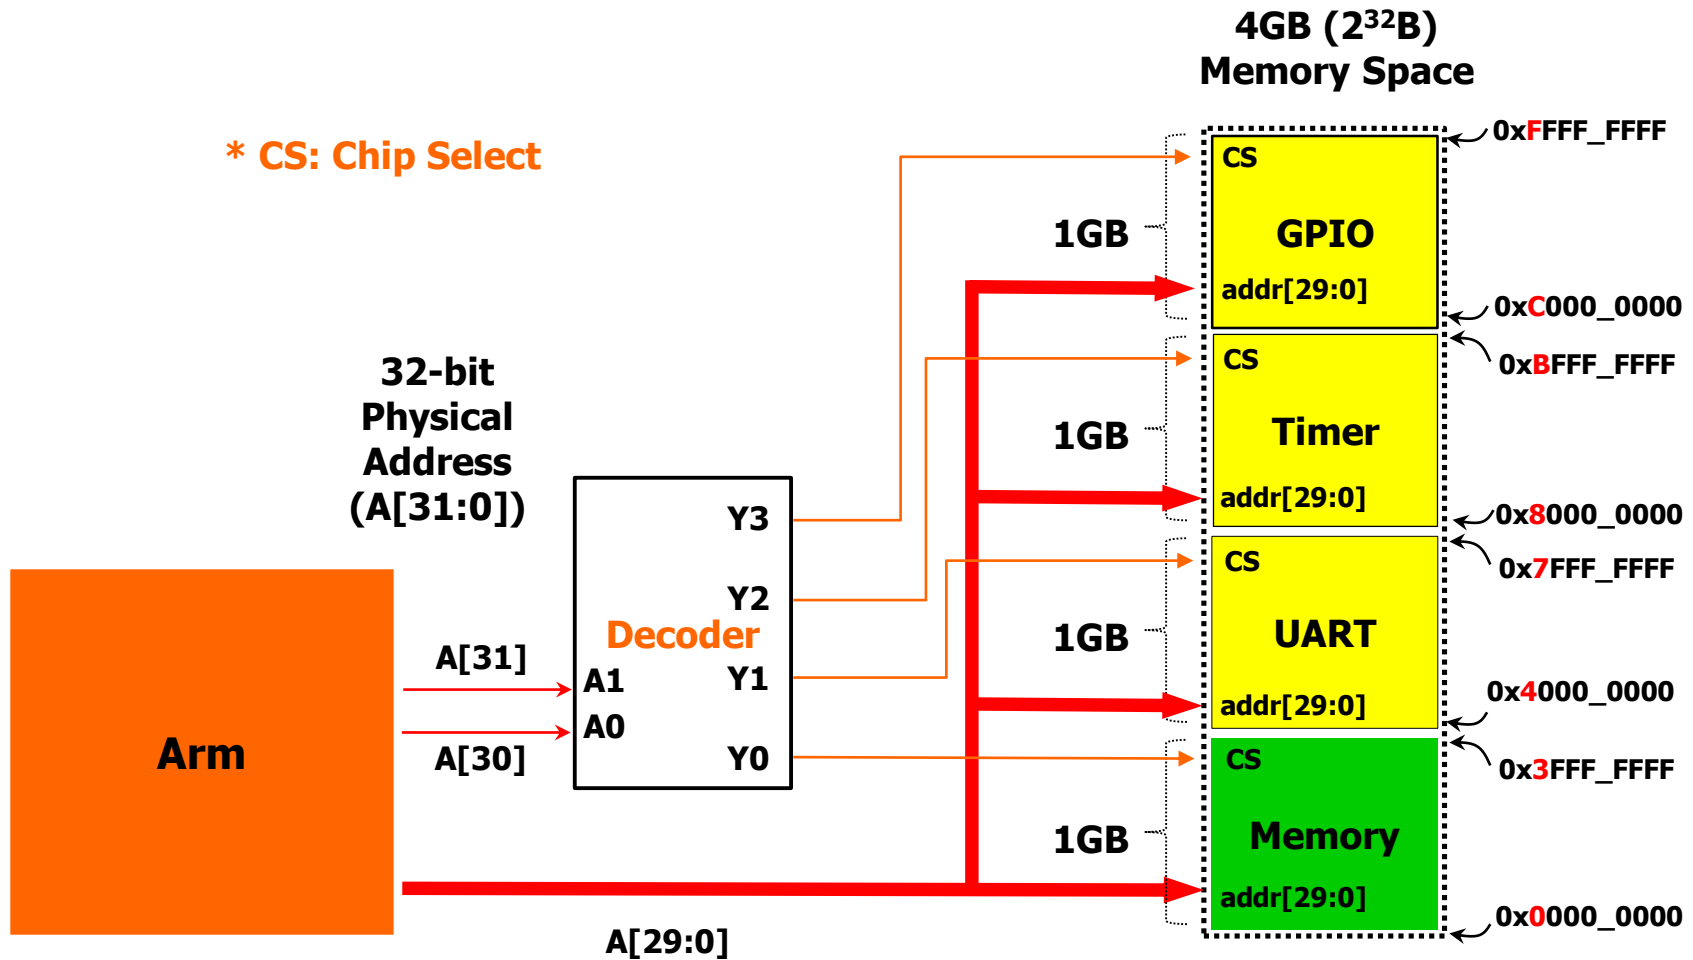 4GB (2³²B)
Memory Space
* CS: Chip Select
0xFFFF_FFFF
CS
1GB
GPIO
addr[29:0]
0xC000_0000
32-bit
Physical
Address
(A[31:0])
CS
0xBFFF_FFFF
1GB
Timer
addr[29:0]
0x8000_0000
Y3
CS
0x7FFF_FFFF
Y2
Decoder
1GB
UART
A[31]
A1
Y1
addr[29:0]
0x4000_0000
A0
Arm
A[30]
Y0
CS
0x3FFF_FFFF
1GB
Memory
addr[29:0]
0x0000_0000
A[29:0]